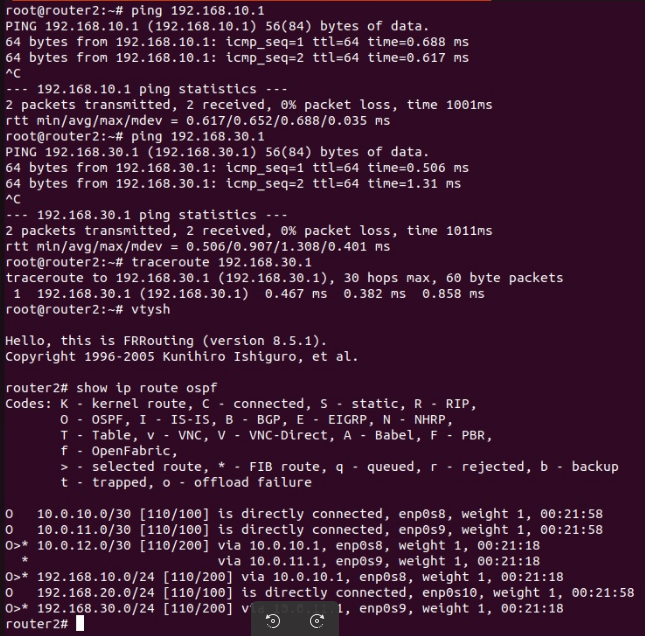 root@router2:~# ping 192.168.10.1
PING 192.168.10.1 (192.168.10.1) 56(84) bytes of data.
64 bytes from 192.168.10.1: icmp_seq=1 ttl=64 time=0.688 ms
64 bytes from 192.168.10.1: icmp_seq=2 ttl=64 time=0.617 ms
^C
--- 192.168.10.1 ping statistics ---
2 packets transmitted, 2 received, 0% packet loss, time 1001ms
rtt min/avg/max/mdev = 0.617/0.652/0.688/0.035 ms
root@router2:~# ping 192.168.30.1
PING 192.168.30.1 (192.168.30.1) 56(84) bytes of data.
64 bytes from 192.168.30.1: icmp_seq=1 ttl=64 time=0.506 ms
64 bytes from 192.168.30.1: icmp_seq=2 ttl=64 time=1.31 ms
^C
--- 192.168.30.1 ping statistics ---
2 packets transmitted, 2 received, 0% packet loss, time 1011ms
rtt min/avg/max/mdev = 0.506/0.907/1.308/0.401 ms
root@router2:~# traceroute 192.168.30.1
traceroute to 192.168.30.1 (192.168.30.1), 30 hops max, 60 byte packets
 1  192.168.30.1 (192.168.30.1)  0.467 ms  0.382 ms  0.858 ms
root@router2:~# vtysh
Hello, this is FRRouting (version 8.5.1).
Copyright 1996-2005 Kunihiro Ishiguro, et al.
router2# show ip route ospf
Codes: K - kernel route, C - connected, S - static, R - RIP,
       O - OSPF, I - IS-IS, B - BGP, E - EIGRP, N - NHRP,
       T - Table, v - VNC, V - VNC-Direct, A - Babel, F - PBR,
       f - OpenFabric,
       > - selected route, * - FIB route, q - queued, r - rejected, b - backup
       t - trapped, o - offload failure
O   10.0.10.0/30 [110/100] is directly connected, enp0s8, weight 1, 00:21:58
O   10.0.11.0/30 [110/100] is directly connected, enp0s9, weight 1, 00:21:58
O>* 10.0.12.0/30 [110/200] via 10.0.10.1, enp0s8, weight 1, 00:21:18
  *                        via 10.0.11.1, enp0s9, weight 1, 00:21:18
O>* 192.168.10.0/24 [110/200] via 10.0.10.1, enp0s8, weight 1, 00:21:18
O   192.168.20.0/24 [110/100] is directly connected, enp0s10, weight 1, 00:21:58
O>* 192.168.30.0/24 [110/200] enp0s9, weight 1, 00:21:18
router2#